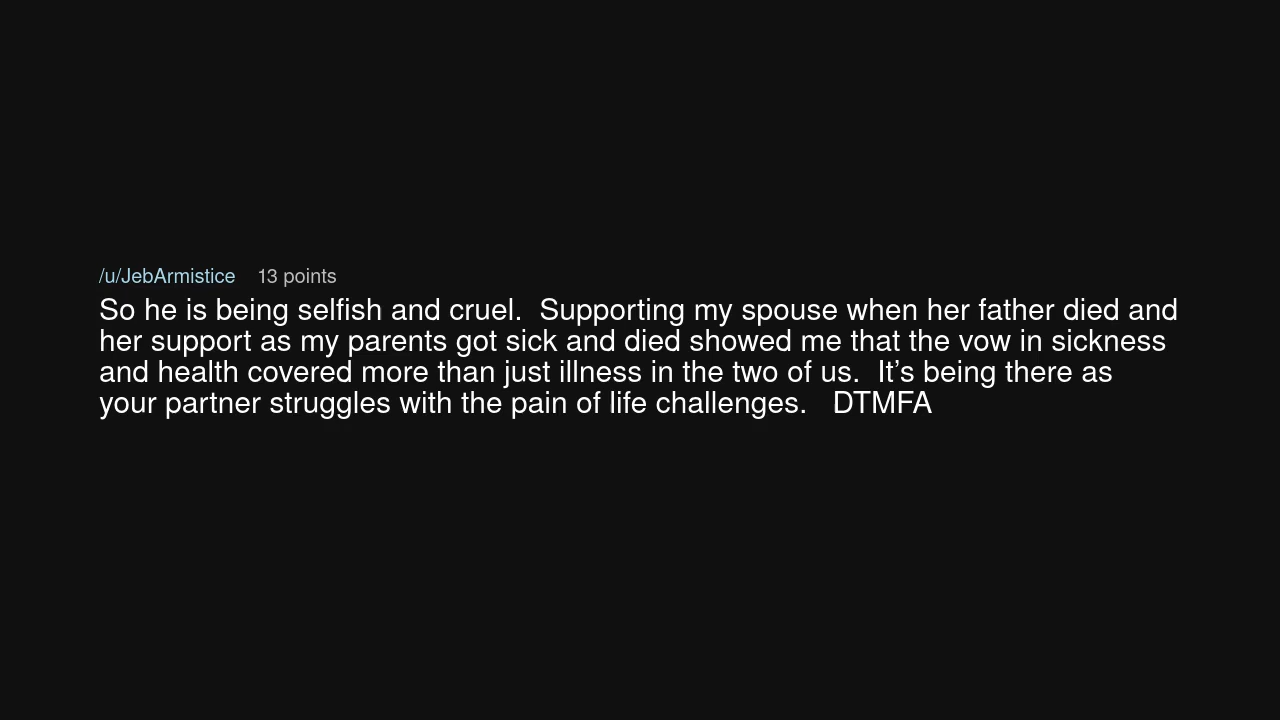 /u/JebArmistice 13 points
So he is being selfish and cruel.  Supporting my spouse when her father died and
her support as my parents got sick and died showed me that the vow in sickness
and health covered more than just illness in the two of us.  It’s being there as
your partner struggles with the pain of life challenges.   DTMFA